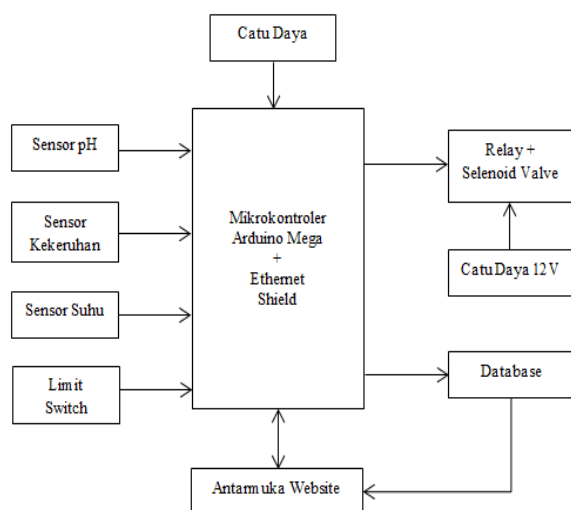 Catu Daya
Sensor pH
Sensor
Kekeruhan
Sensor Suhu
Limit
Switch
Mikrokontroler
Arduino Mega
+
Ethernet
Shield
Relay +
Selenoid Valve
Catu Daya 12 V
Database
Antarmuka Website